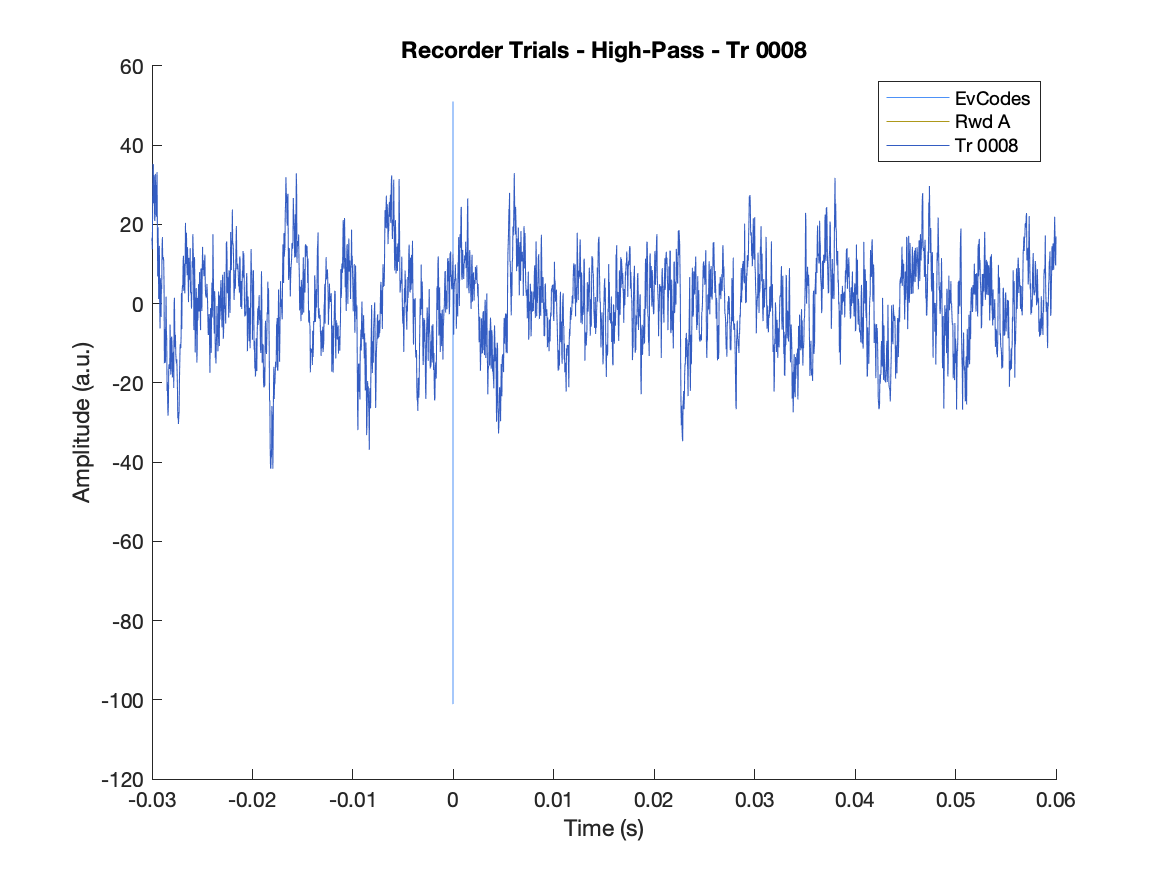 Recorder Trials - High-Pass - Tr 0008
60
40
20
0
-20
-40
-60
-80
-100
-120
Amplitude (a.u.)
EvCodes
Rwd A
Tr 0008
-0.03 -0.02 -0.01 0 0.01 0.02 0.03 0.04 0.05 0.06
Time (s)